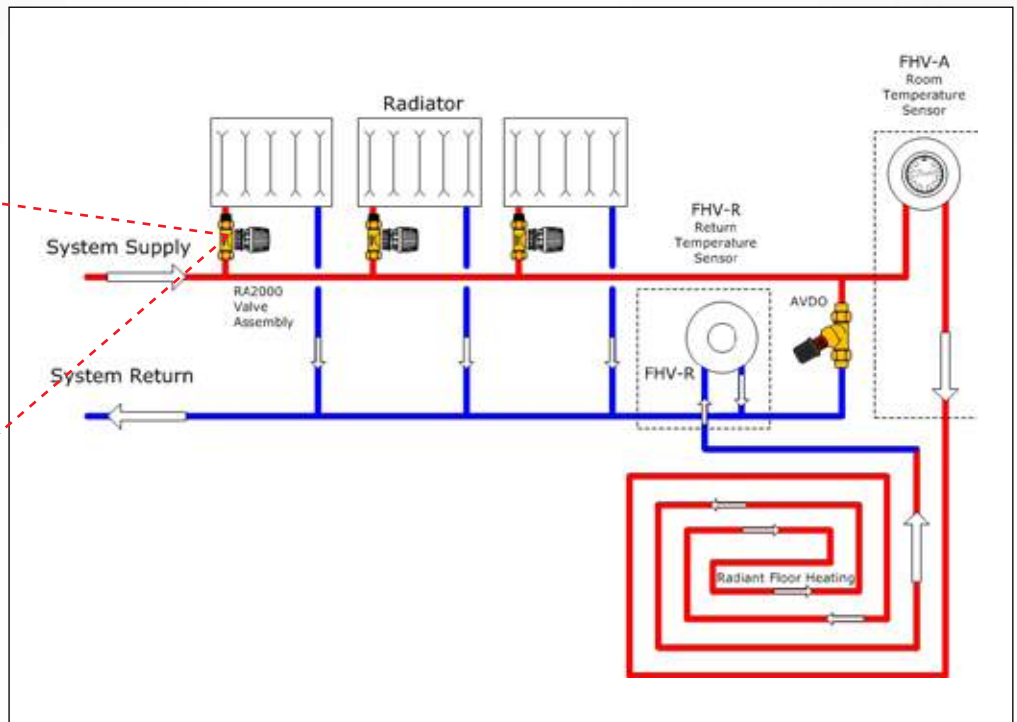 FHV-A
Room
Temperature
Sensor
Radiator
FHV-R
Return
Temperature
Sensor
System Supply
RA2000
Valve
Assembly
AVDO
System Return
FHV-R
Radiant Floor Heating